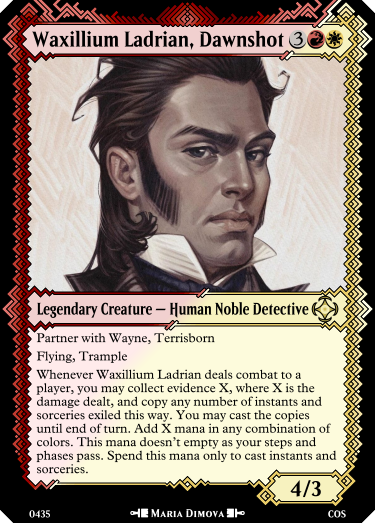 Waxillium Ladrian, Dawnshot 3
Legendary Creature — Human Noble Detective
Partner with Wayne, Terrisborn
Flying, Trample
Whenever Waxillium Ladrian deals combat to a
player, you may collect evidence X, where X is the
damage dealt, and copy any number of instants and
sorceries exiled this way. You may cast the copies
until end of turn. Add X mana in any combination of
colors. This mana doesn't empty as your steps and
phases pass. Spend this mana only to cast instants and
sorceries.
4/3
0435 Maria Dimova COS